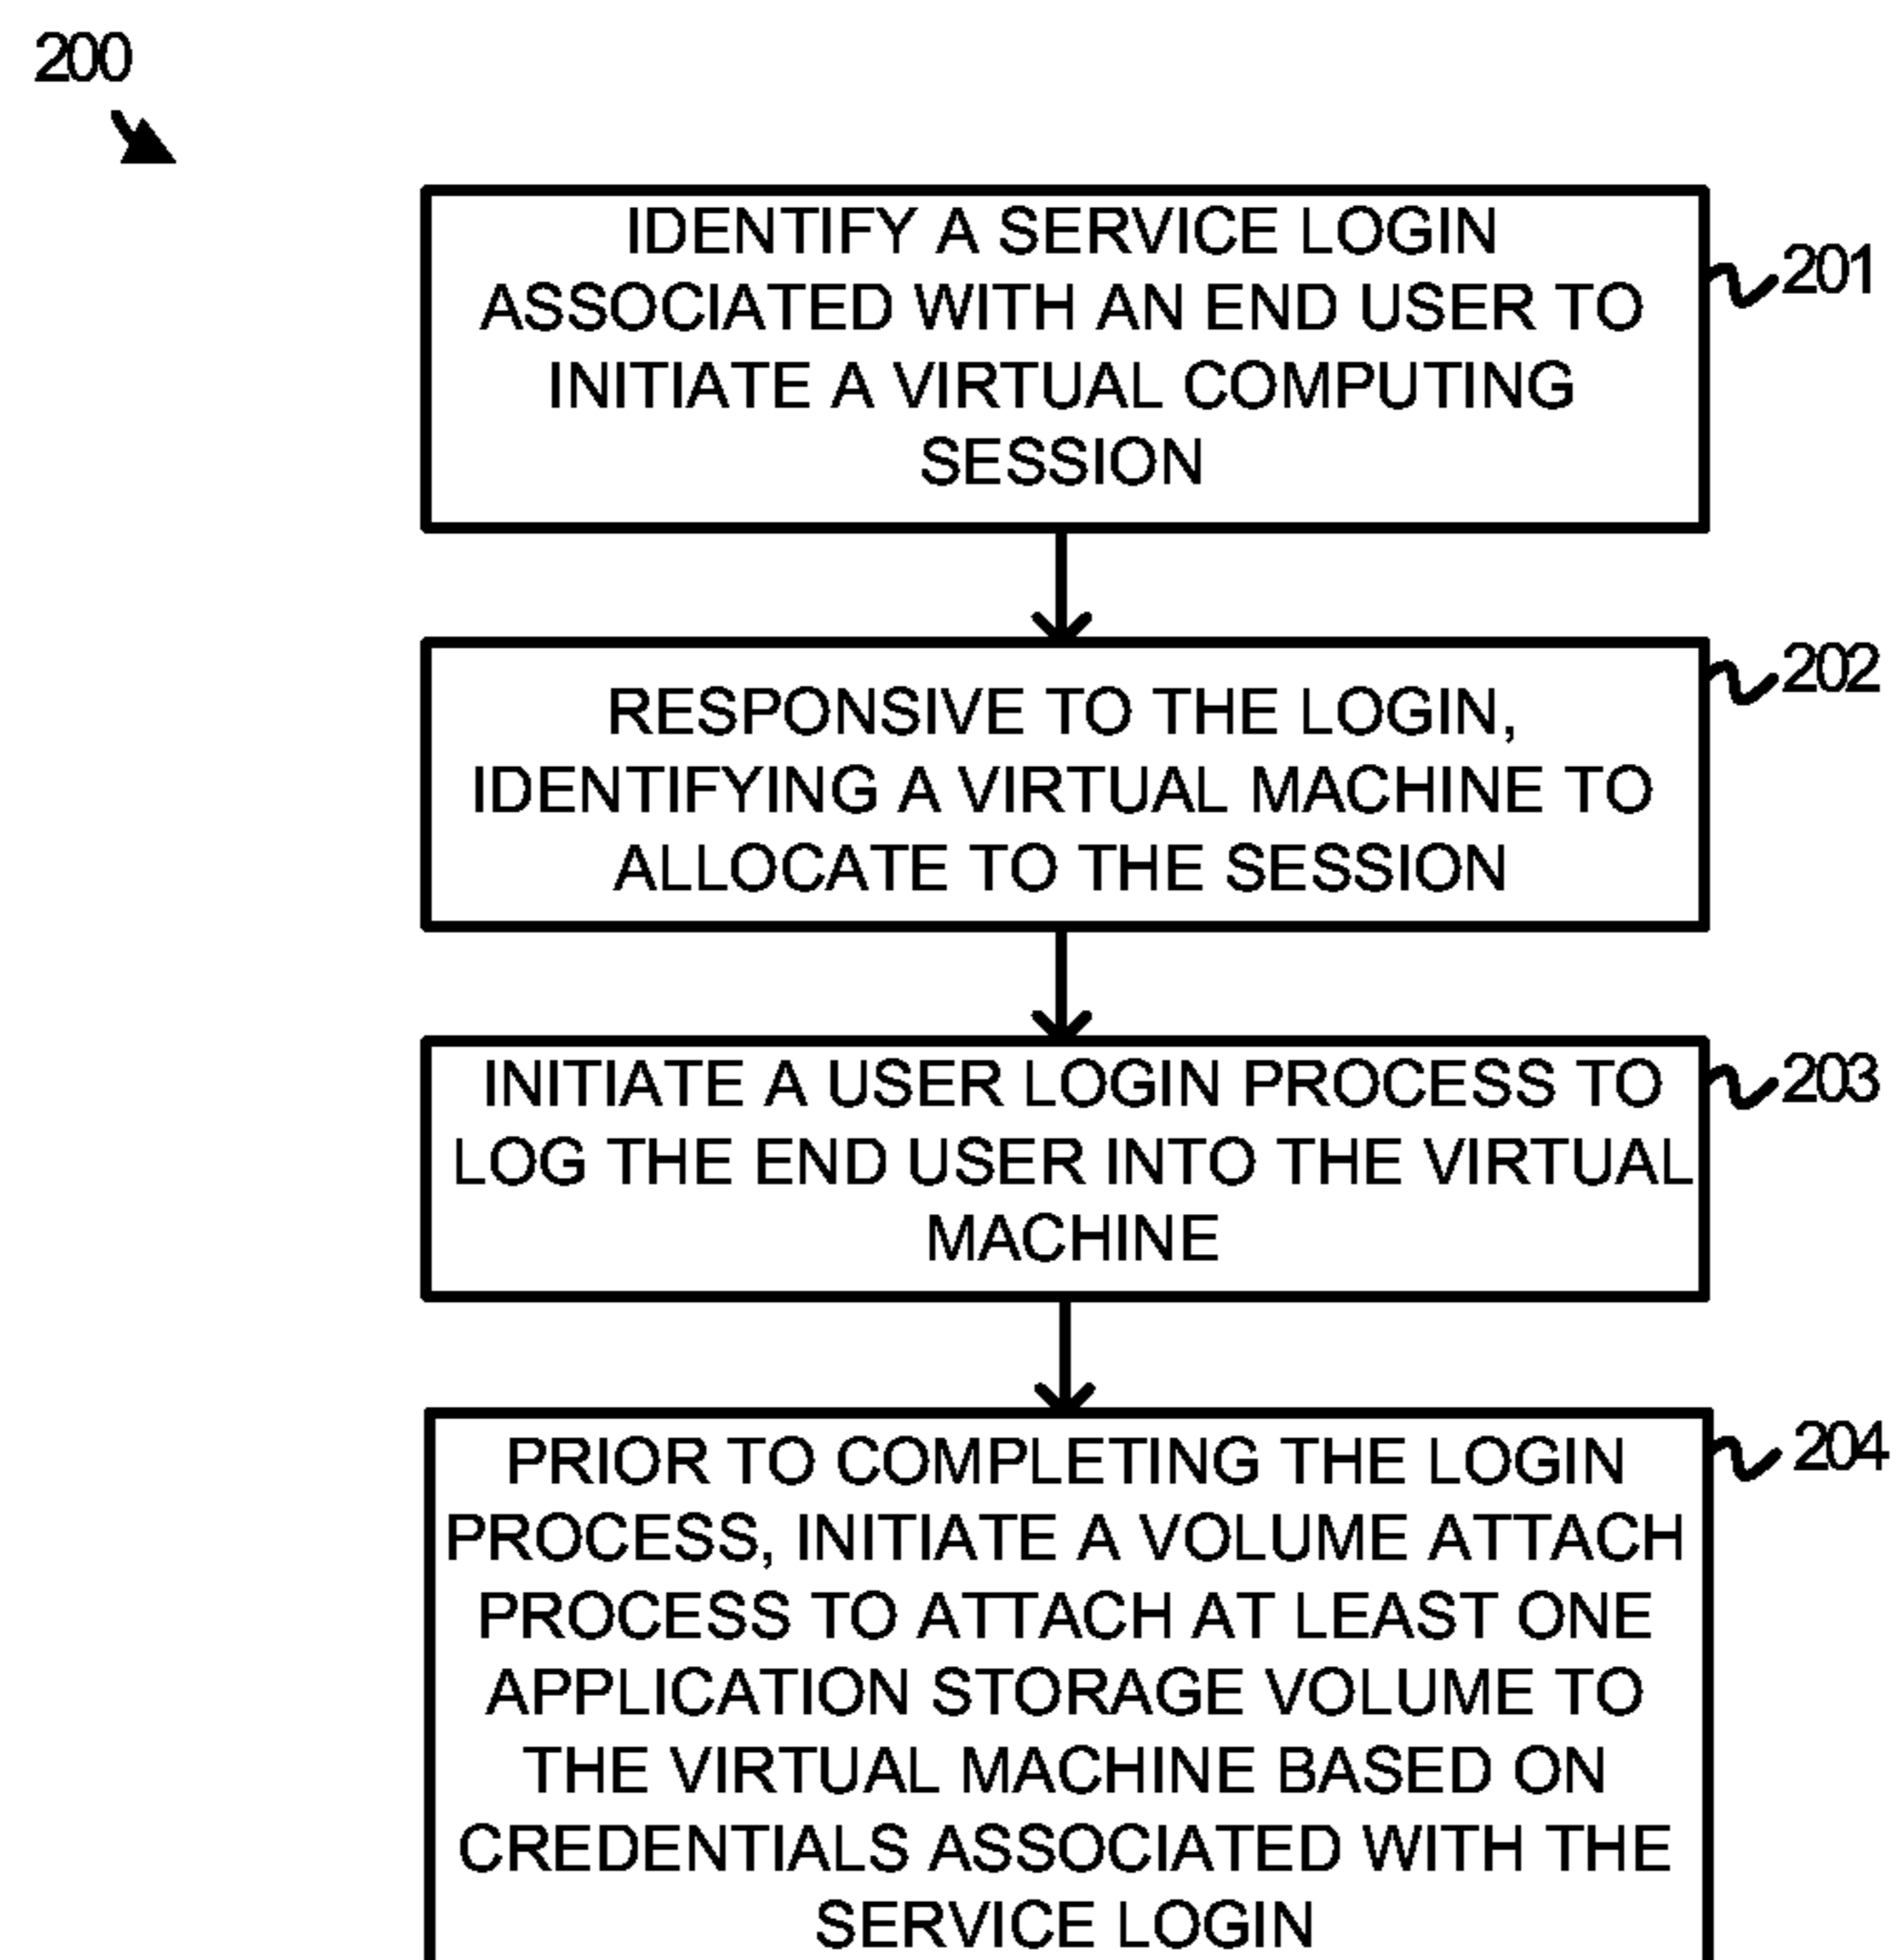 200
IDENTIFY A SERVICE LOGIN
ASSOCIATED WITH AN END USER TO
INITIATE A VIRTUAL COMPUTING
SESSION
201
RESPONSIVE TO THE LOGIN,
IDENTIFYING A VIRTUAL MACHINE TO
ALLOCATE TO THE SESSION
202
INITIATE A USER LOGIN PROCESS TO
LOG THE END USER INTO THE VIRTUAL
MACHINE
203
PRIOR TO COMPLETING THE LOGIN
PROCESS, INITIATE A VOLUME ATTACH
PROCESS TO ATTACH AT LEAST ONE
APPLICATION STORAGE VOLUME TO
THE VIRTUAL MACHINE BASED ON
CREDENTIALS ASSOCIATED WITH THE
SERVICE LOGIN
204